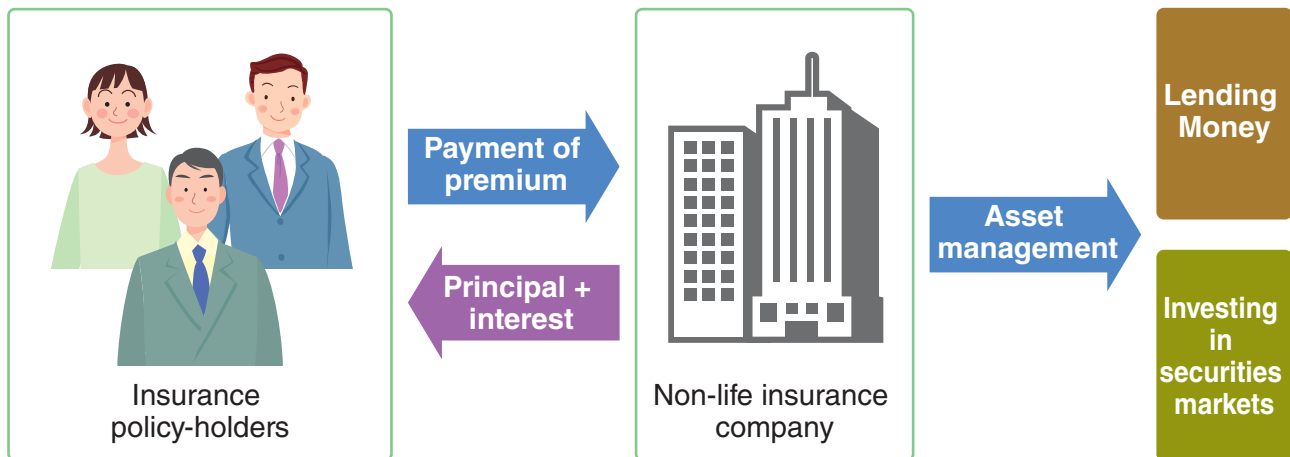 Payment of
premium
Principal +
interest
Insurance
policy-holders
Non-life insurance
company
Asset
management
Lending
Money
Investing
in
securities
markets